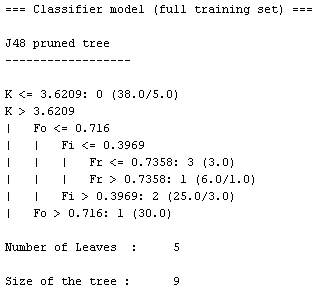 === Classifier model (full training set) ===
J48 pruned tree
------------------
K <= 3.6209: 0 (38.0/5.0)
K > 3.6209
|   Fo <= 0.716
|   |   Fi <= 0.3969
|   |   |   Fr <= 0.7358: 3 (3.0)
|   |   |   Fr > 0.7358: 1 (6.0/1.0)
|   |   Fi > 0.3969: 2 (25.0/3.0)
|   Fo > 0.716: 1 (30.0)
Number of Leaves  :     5
Size of the tree :      9